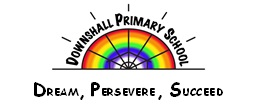 DOWNSHALL PRIMARY SCHOOL
DREAM, PERSEVERE, SUCCEED